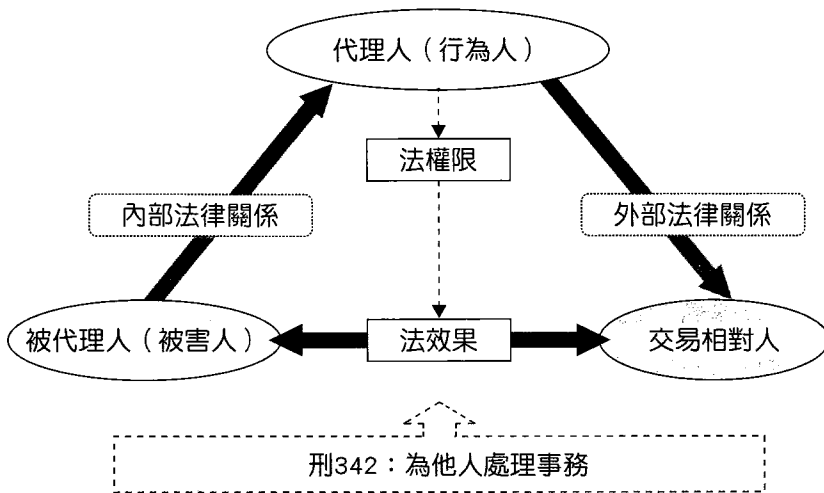 代理人（行為人）
法權限
內部法律關係
外部法律關係
被代理人（被害人）
法效果
交易相對人
刑342：為他人處理事務